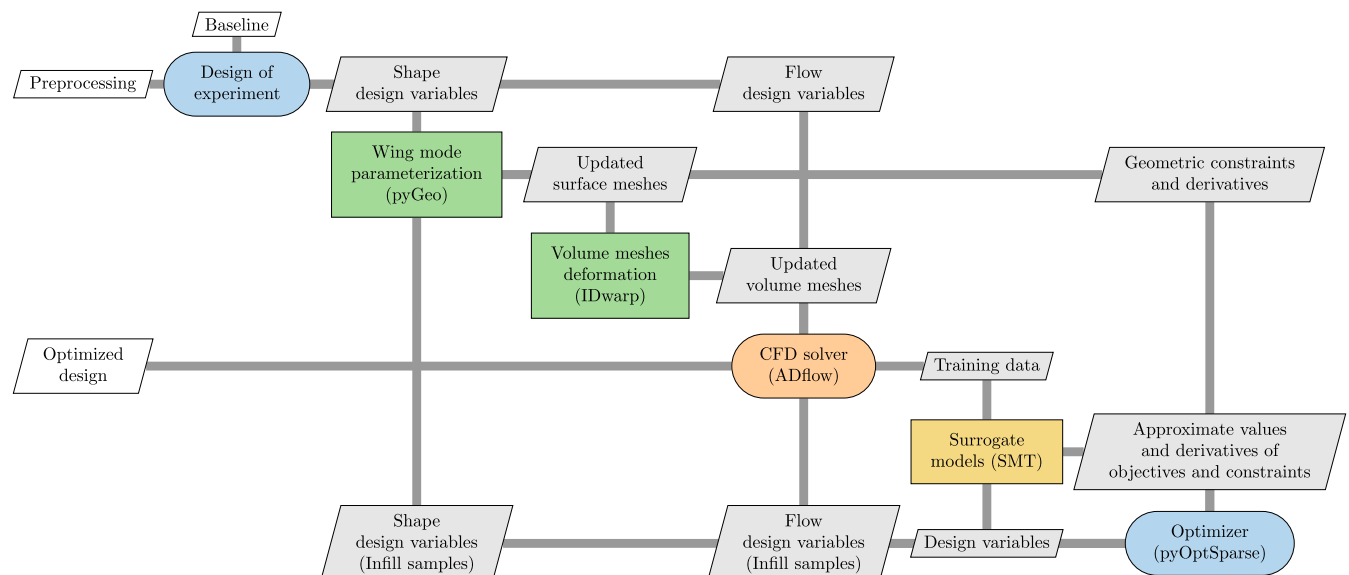 Baseline
Preprocessing
Design of
experiment
Shape
design variables
Flow
design variables
Wing mode
parameterization
(pyGeo)
Updated
surface meshes
Geometric constraints
and derivatives
Volume meshes
deformation
(IDwarp)
Updated
volume meshes
Optimized
design
CFD solver
(ADflow)
Training data
Surrogate
models (SMT)
Approximate values
and derivatives of
objectives and constraints
Shape
design variables
(Infill samples)
Flow
design variables
(Infill samples)
Design variables
Optimizer
(pyOptSparse)